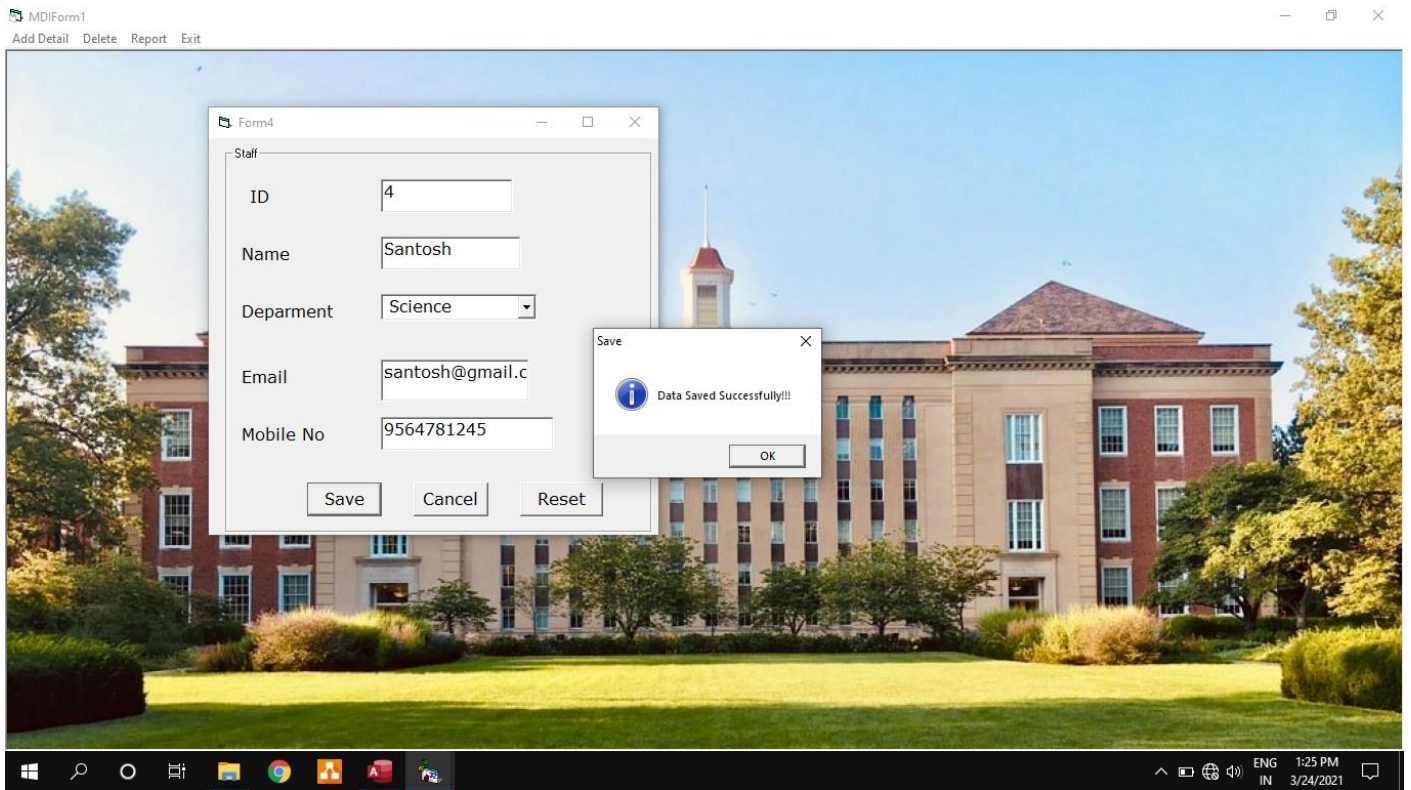 MDIForm1
Add Detail Delete Report Exit
Form4
Staff
ID 4
Name Santosh
Deparment Science
Email santosh@gmail.c
Mobile No 9564781245
Save Cancel Reset
Save
Data Saved Successfully!!!
OK
ENG 1:25 PM
IN 3/24/2021